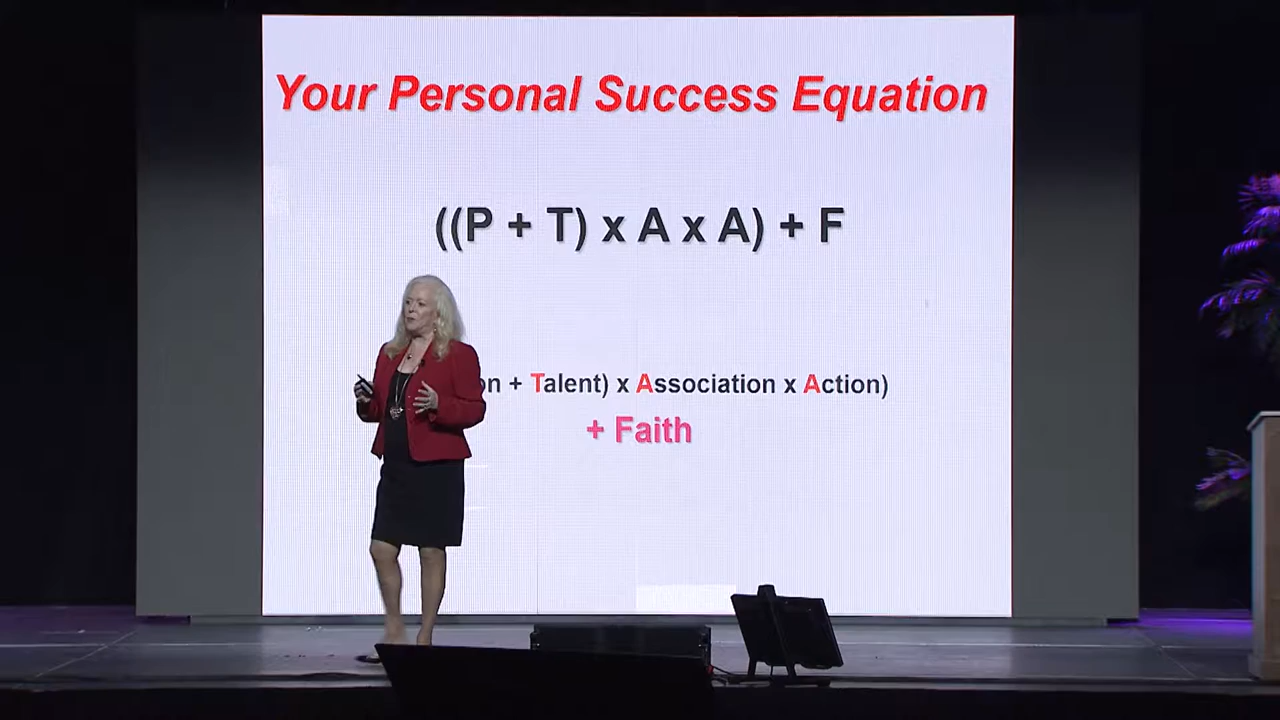 Your Personal Success Equation
((P + T) x A x A) + F
+ Talent) x Association x Action)
+ Faith